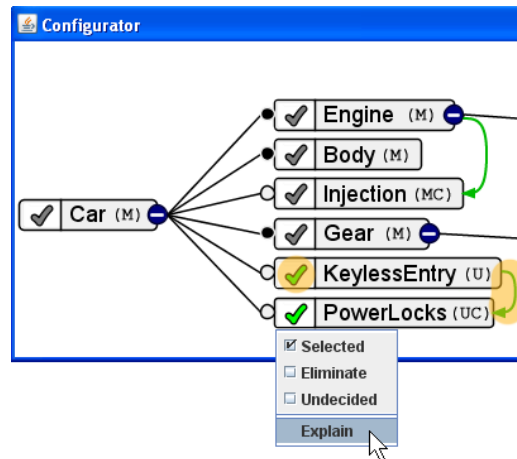 Configurator
Engine (M)
Body (M)
Injection (MC)
Car (M)
Gear (M)
KeylessEntry (U)
PowerLocks (UC)
Selected
Eliminate
Undecided
Explain